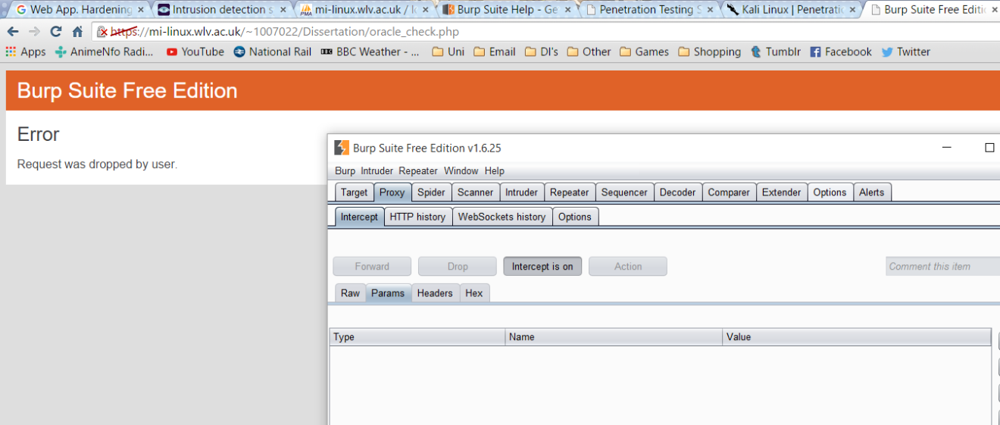 Web App. Hardening Intrusion detection s mi-linux.wlv.ac.uk / Burp Suite Help - Ge Penetration Testing S Kali Linux | Penetratio Burp Suite Free Editio
https://mi-linux.wlv.ac.uk/~1007022/Dissertation/oracle_check.php
Apps AnimeNfo Radi... YouTube National Rail BBC Weather - ... Uni Email DI's Other Games Shopping Tumblr Facebook Twitter
Burp Suite Free Edition
Error
Request was dropped by user.
Burp Suite Free Edition v1.6.25
Burp Intruder Repeater Window Help
Target Proxy Spider Scanner Intruder Repeater Sequencer Decoder Comparer Extender Options Alerts
Intercept HTTP history WebSockets history Options
Forward Drop Intercept is on Action Comment this item
Raw Params Headers Hex
Type Name Value